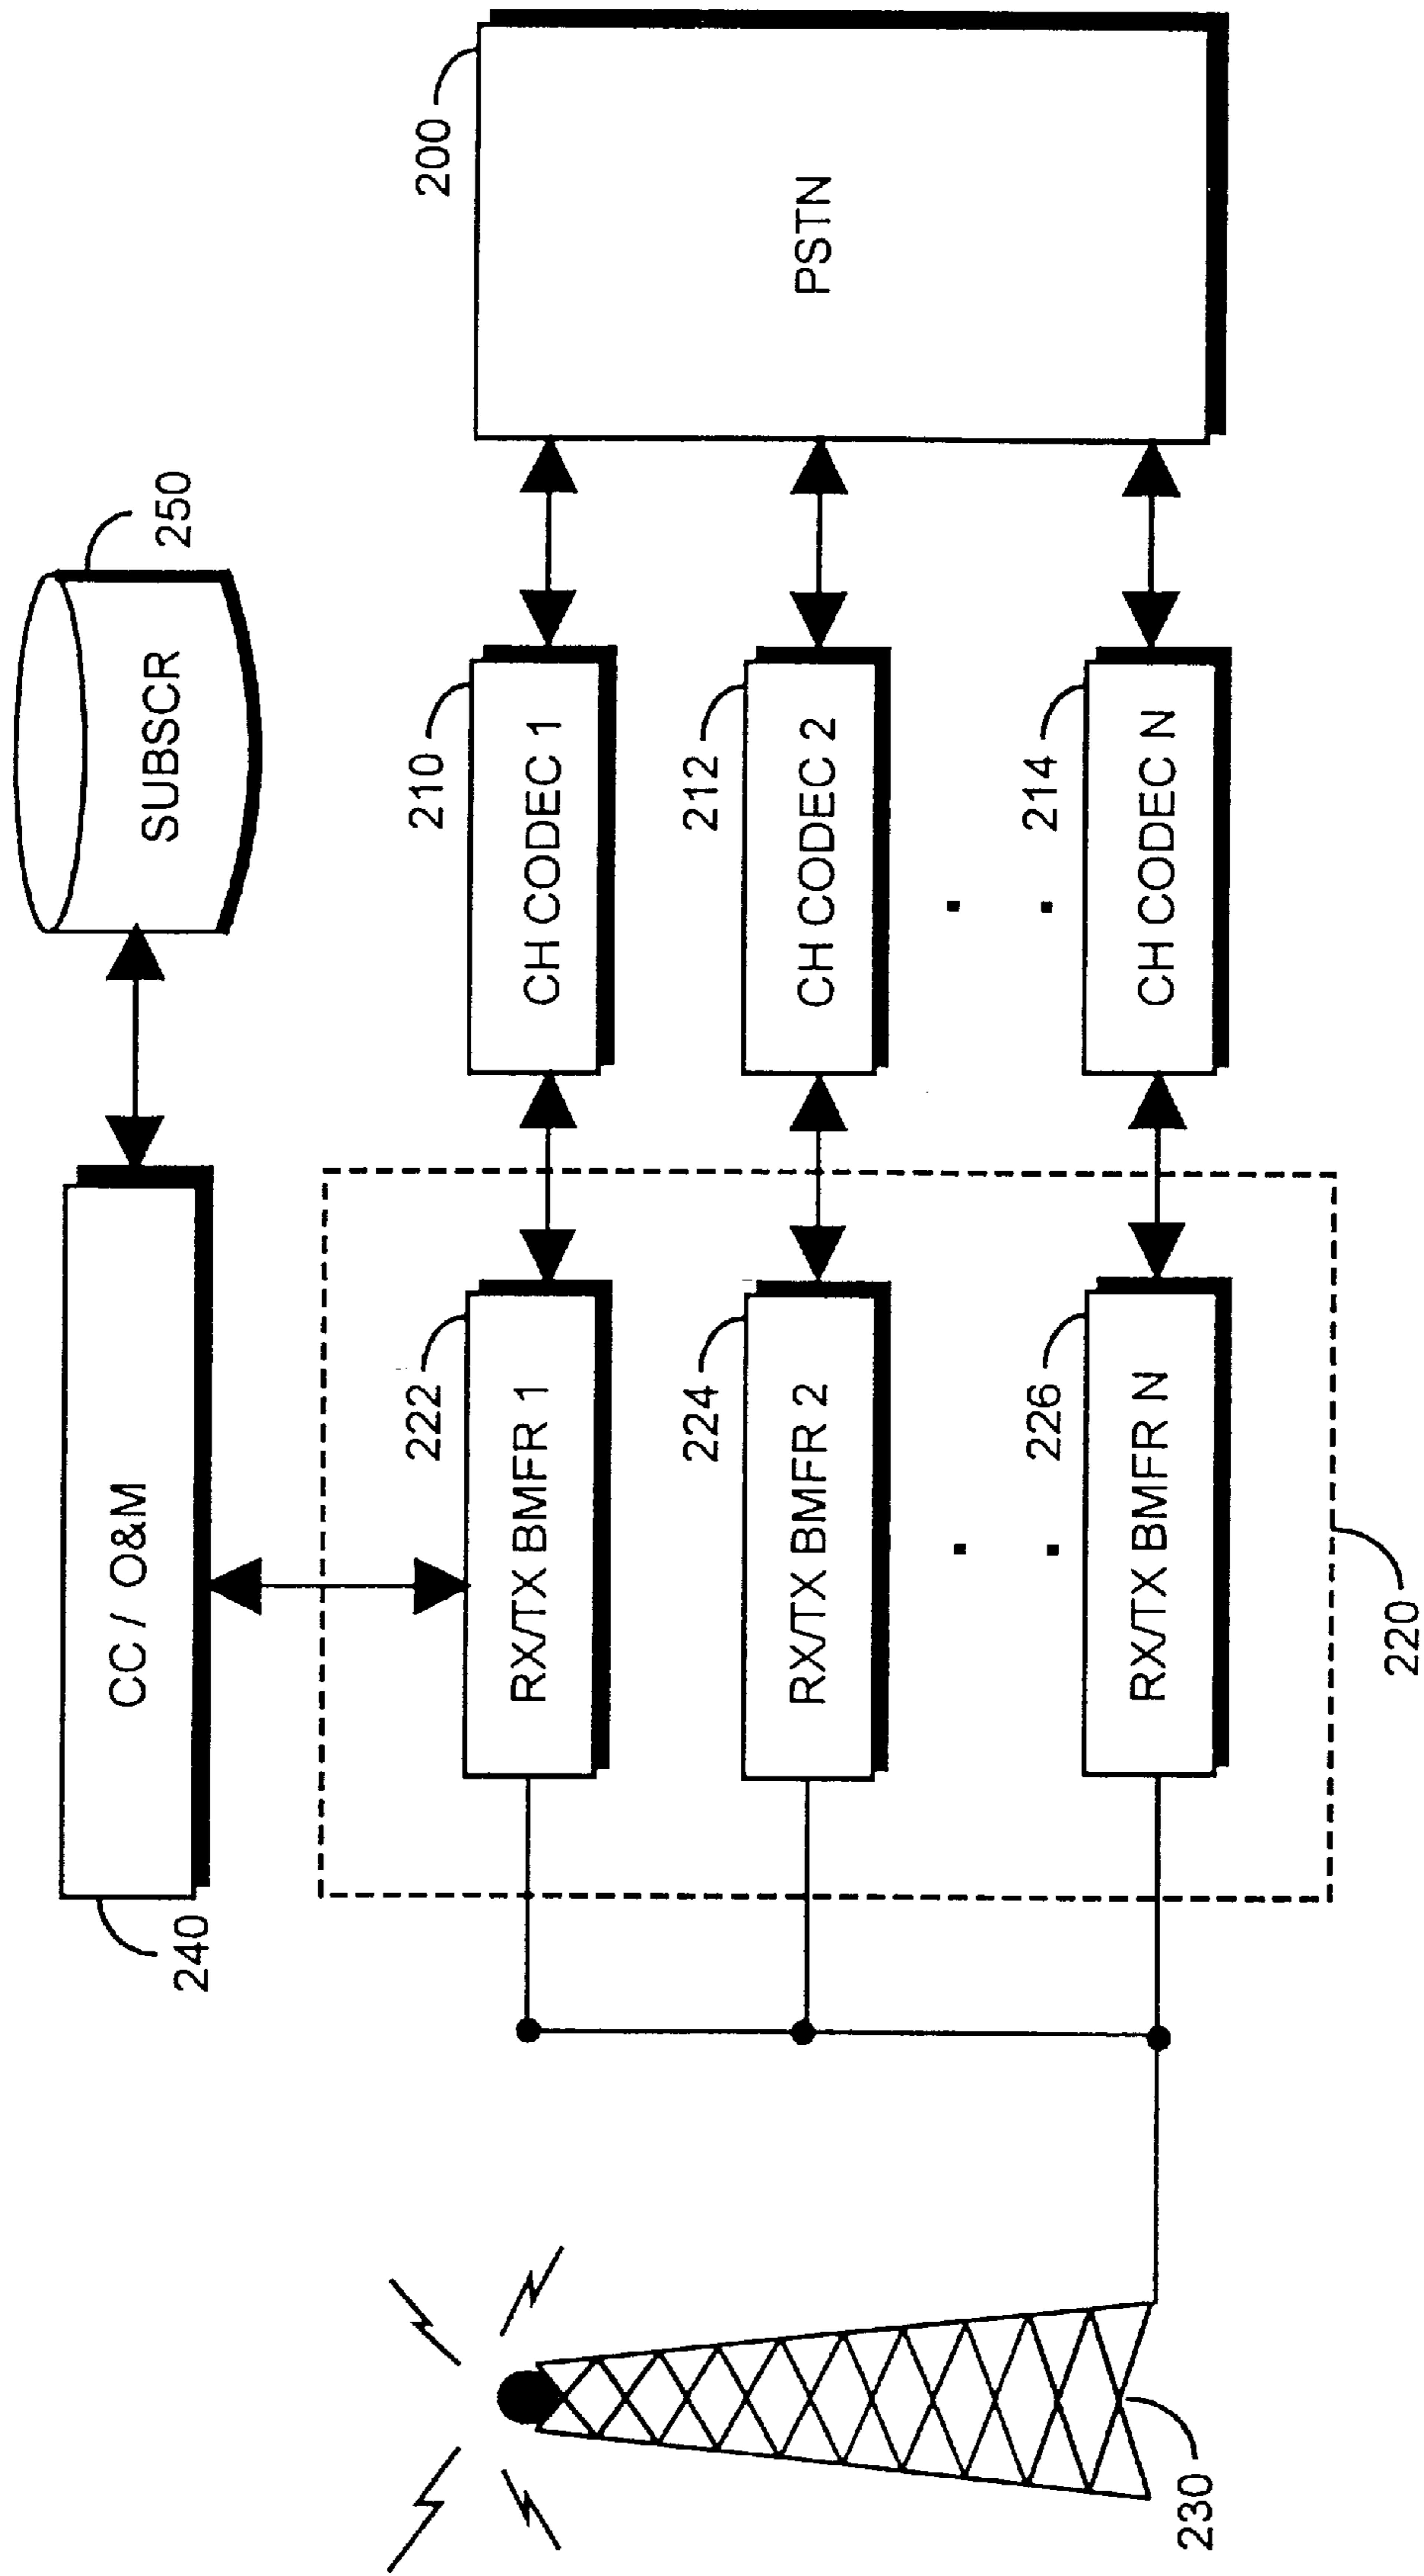 CC / O&M
240
SUBSCR
250
RX/TX BMFR 1
222
CH CODEC 1
210
PSTN
200
RX/TX BMFR 2
224
CH CODEC 2
212
RX/TX BMFR N
226
CH CODEC N
214
230
220